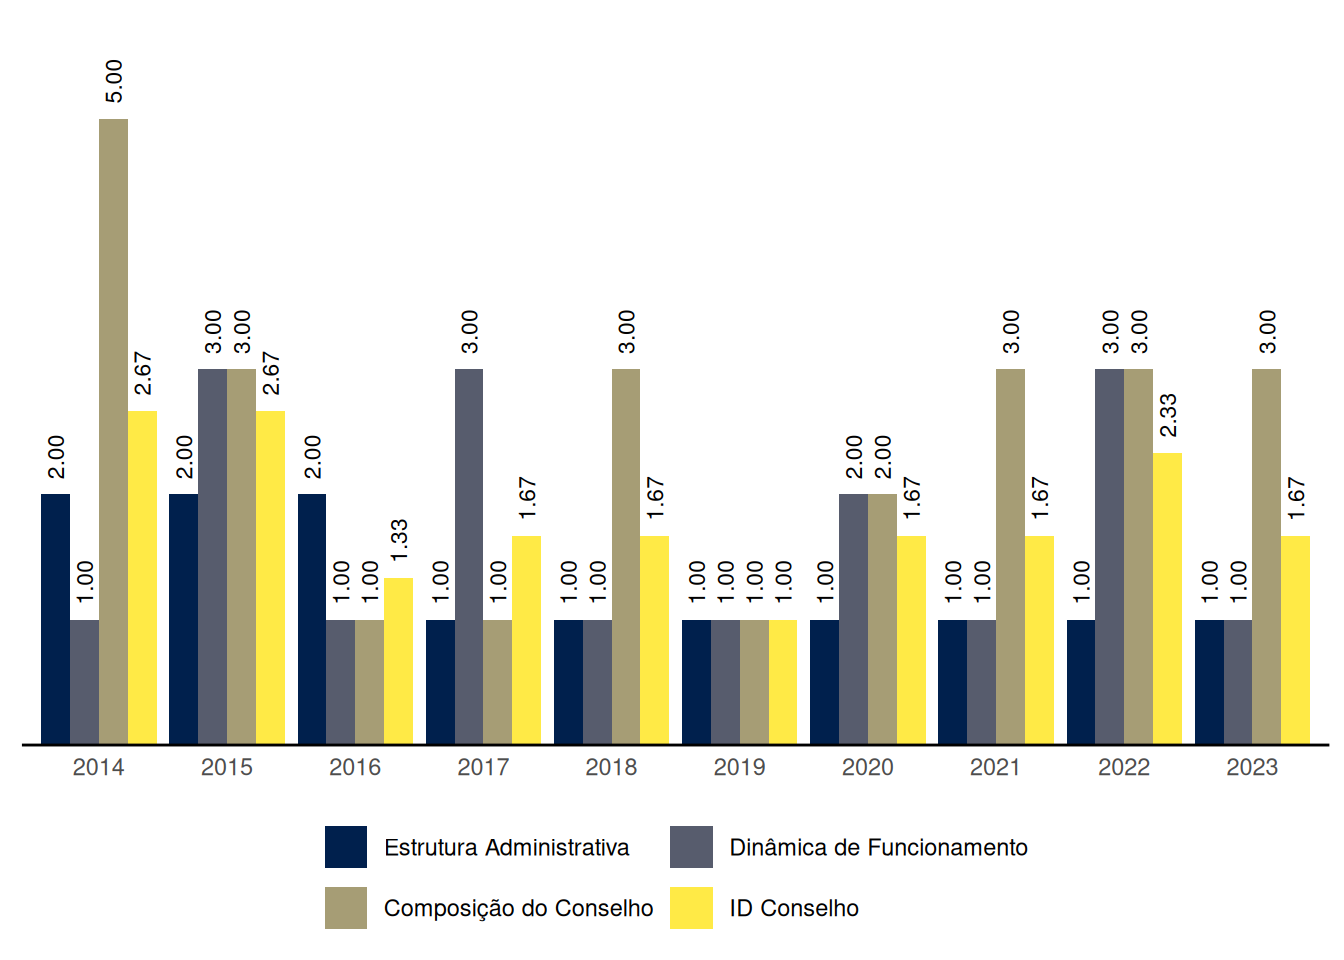 5.00
3.00 3.00 3.00 3.00 3.00 3.00 3.00 3.00
2.67 2.67
2.33
2.00 2.00 2.00 2.00 2.00
1.67 1.67 1.67 1.67 1.67
1.33
1.00 1.00 1.00 1.00 1.00 1.00 1.00 1.00 1.00 1.00 1.00 1.00 1.00 1.00 1.00 1.00 1.00
2014 2015 2016 2017 2018 2019 2020 2021 2022 2023
Estrutura Administrativa Dinâmica de Funcionamento
Composição do Conselho ID Conselho